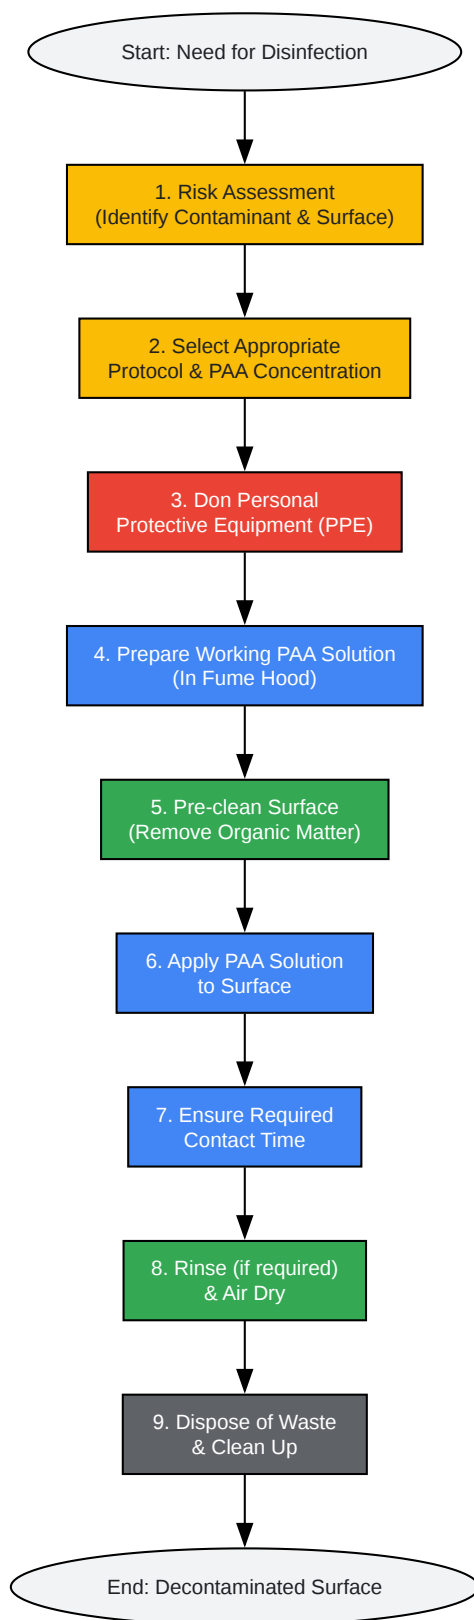 Start: Need for Disinfection
1. Risk Assessment
(Identify Contaminant & Surface)
2. Select Appropriate
Protocol & PAA Concentration
3. Don Personal
Protective Equipment (PPE)
4. Prepare Working PAA Solution
(In Fume Hood)
5. Pre-clean Surface
(Remove Organic Matter)
6. Apply PAA Solution
to Surface
7. Ensure Required
Contact Time
8. Rinse (if required)
& Air Dry
9. Dispose of Waste
& Clean Up
End: Decontaminated Surface